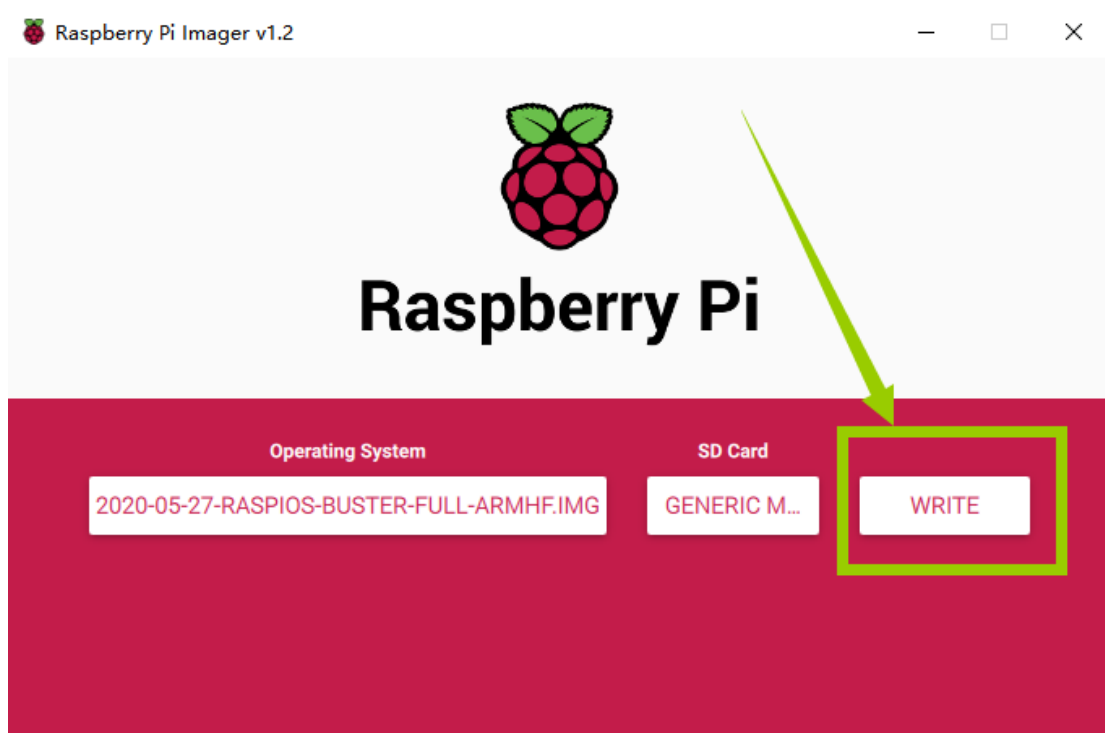 Raspberry Pi Imager v1.2
Raspberry Pi
Operating System
SD Card
2020-05-27-RASPIOS-BUSTER-FULL-ARMHF.IMG
GENERIC M...
WRITE